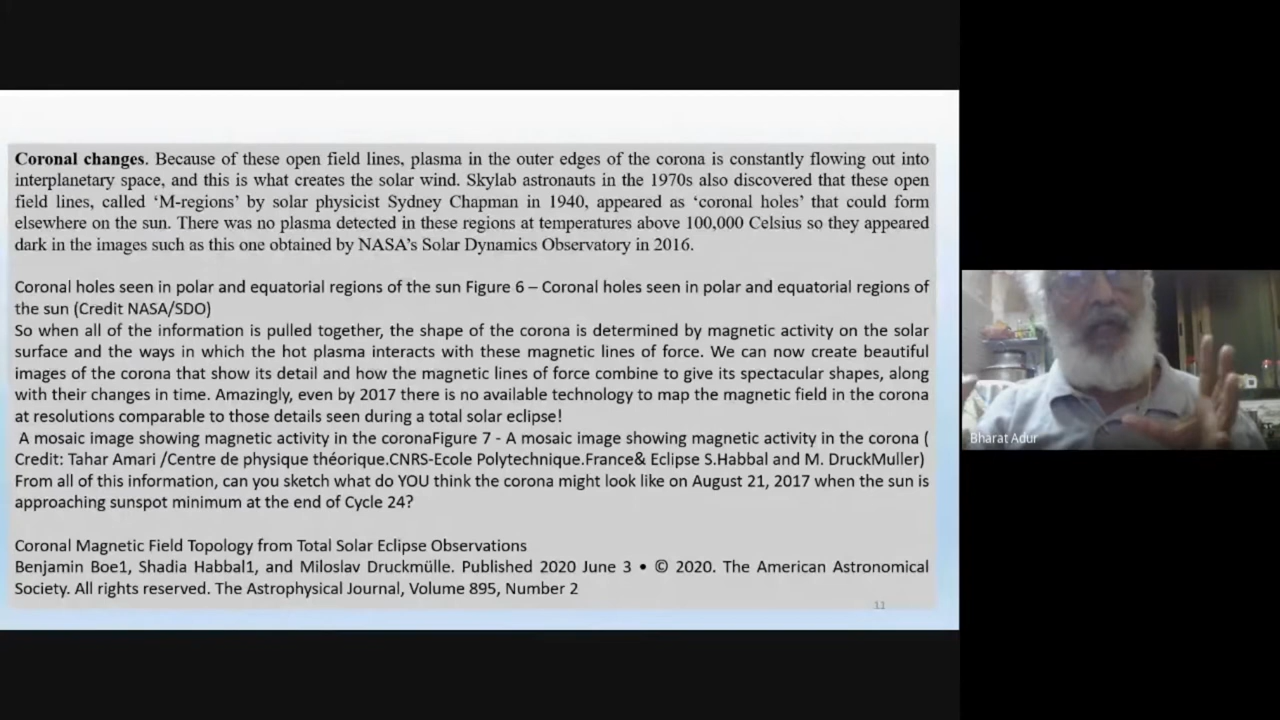 Coronal changes. Because of these open field lines, plasma in the outer edges of the corona is constantly flowing out into
interplanetary space, and this is what creates the solar wind. Skylab astronauts in the 1970s also discovered that these open
field lines, called ‘M-regions’ by solar physicist Sydney Chapman in 1940, appeared as ‘coronal holes’ that could form
elsewhere on the sun. There was no plasma detected in these regions at temperatures above 100,000 Celsius so they appeared
dark in the images such as this one obtained by NASA’s Solar Dynamics Observatory in 2016.
Coronal holes seen in polar and equatorial regions of the sun Figure 6 – Coronal holes seen in polar and equatorial regions of
the sun (Credit NASA/SDO)
So when all of the information is pulled together, the shape of the corona is determined by magnetic activity on the solar
surface and the ways in which the hot plasma interacts with these magnetic lines of force. We can now create beautiful
images of the corona that show its detail and how the magnetic lines of force combine to give its spectacular shapes, along
with their changes in time. Amazingly, even by 2017 there is no available technology to map the magnetic field in the corona
at resolutions comparable to those details seen during a total solar eclipse!
A mosaic image showing magnetic activity in the coronaFigure 7 - A mosaic image showing magnetic activity in the corona (
Credit: Tahar Amari /Centre de physique théorique.CNRS-Ecole Polytechnique.France& Eclipse S.Habbal and M. DruckMuller)
From all of this information, can you sketch what do YOU think the corona might look like on August 21, 2017 when the sun is
approaching sunspot minimum at the end of Cycle 24?
Coronal Magnetic Field Topology from Total Solar Eclipse Observations
Benjamin Boe1, Shadia Habbal1, and Miloslav Druckmülle. Published 2020 June 3 • © 2020. The American Astronomical
Society. All rights reserved. The Astrophysical Journal, Volume 895, Number 2
11
Bharat Adur